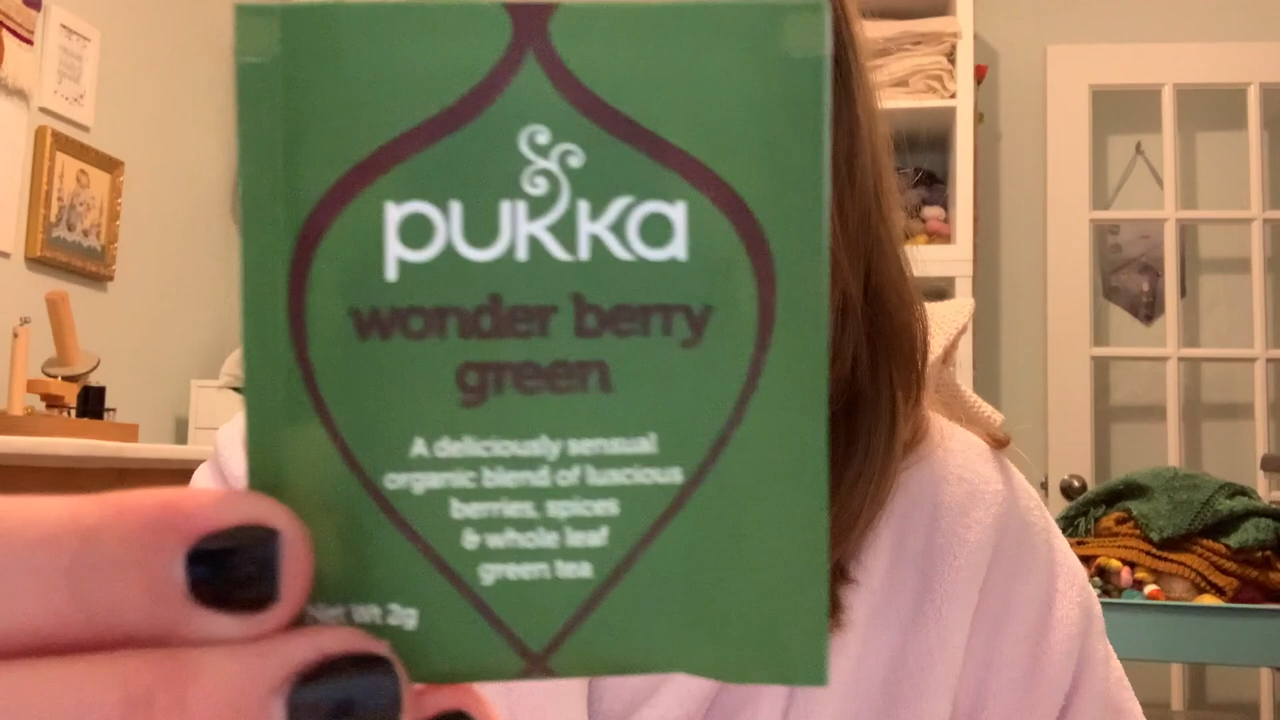 pukka
wonder berry
green
A deliciously sensual
organic blend of luscious
berries, spices
& whole leaf
green tea
Net Wt 2g